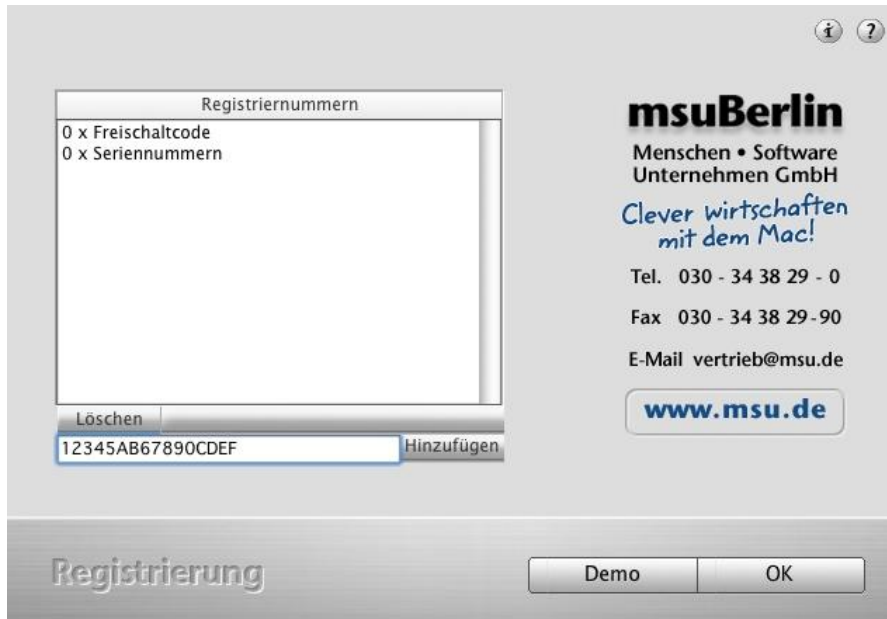 i ?
Registriernummern
0 x Freischaltcode
0 x Seriennummern
Löschen
12345AB67890CDEF
Hinzufügen
msuBerlin
Menschen • Software
Unternehmen GmbH
Clever wirtschaften
mit dem Mac!
Tel. 030 - 34 38 29 - 0
Fax 030 - 34 38 29-90
E-Mail vertrieb@msu.de
www.msu.de
Registrierung
Demo
OK